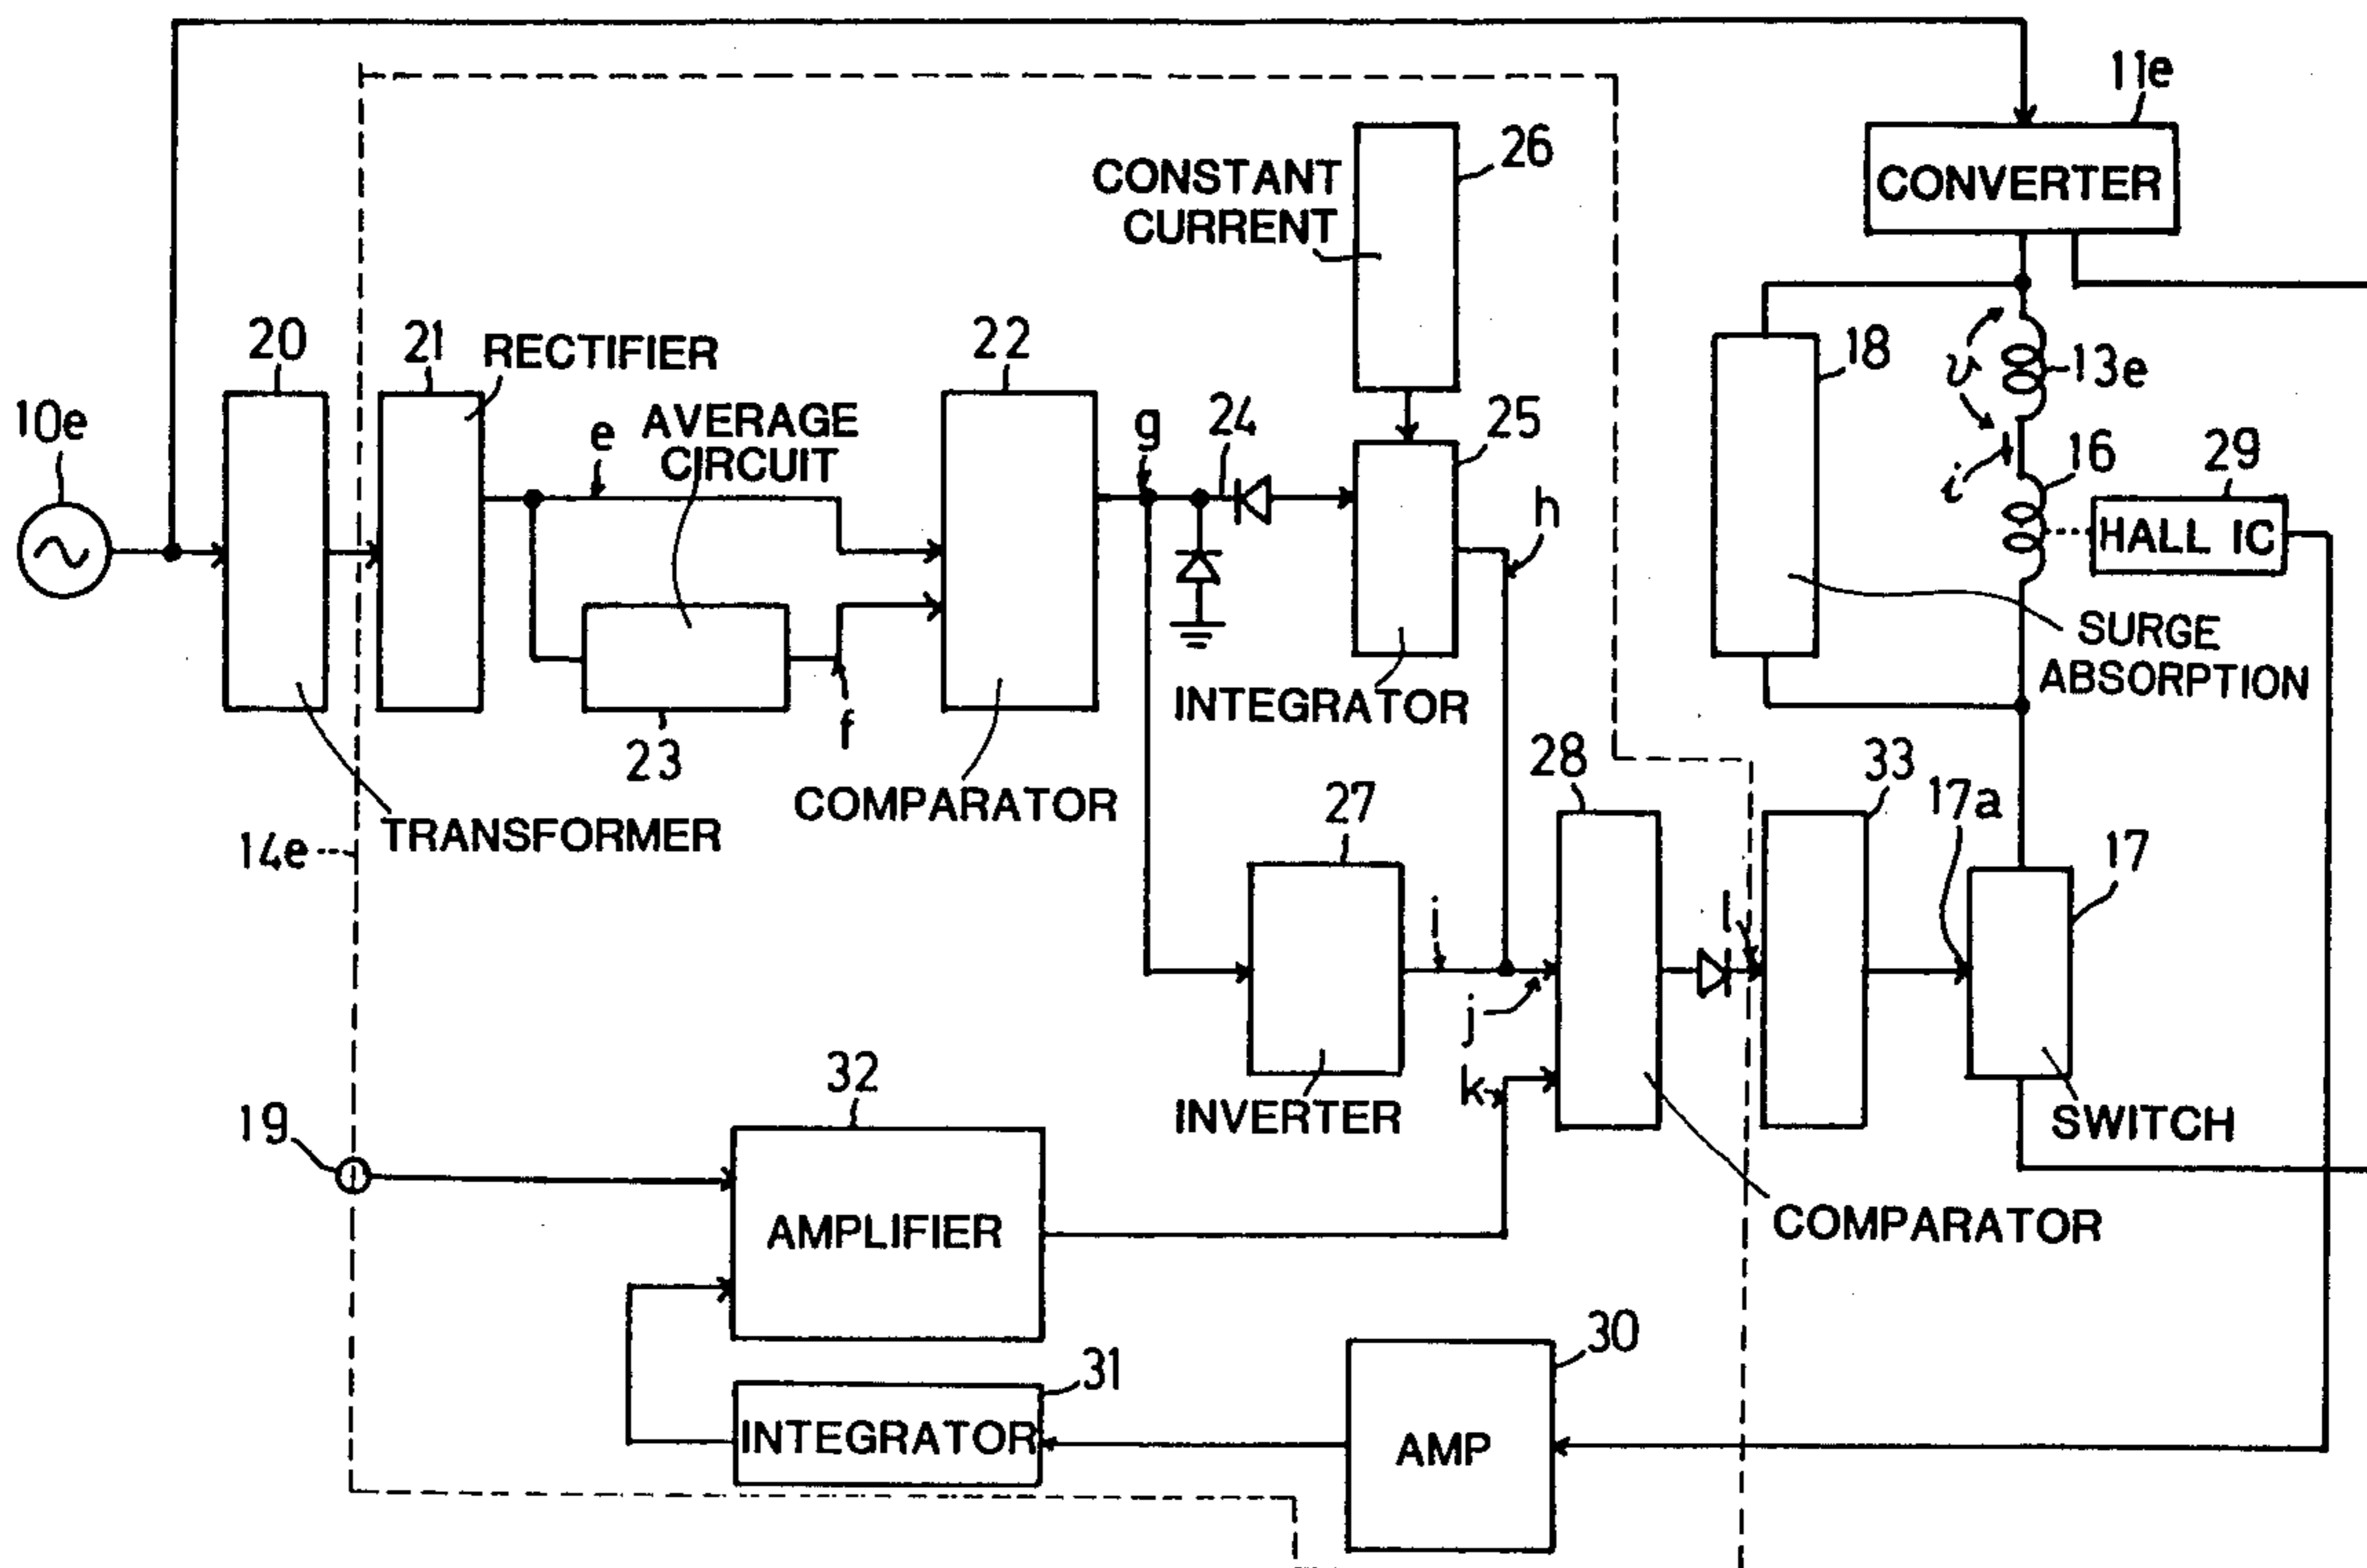 11e
CONVERTER
26
CONSTANT
CURRENT
20
21
RECTIFIER
22
18
v
13e
10e
e
AVERAGE
CIRCUIT
g
24
25
i
16
29
h
HALL IC
SURGE
ABSORPTION
f
23
INTEGRATOR
TRANSFORMER
COMPARATOR
14e
27
28
33
17a
17
i
l
j
k
INVERTER
SWITCH
32
19
AMPLIFIER
COMPARATOR
30
31
INTEGRATOR
AMP